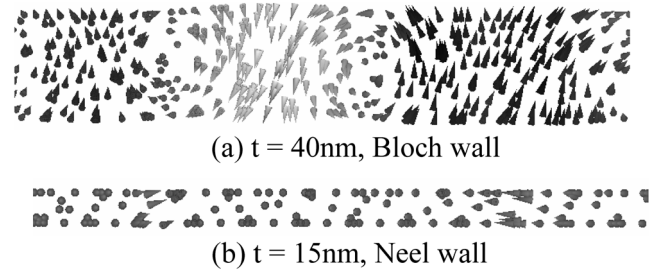 (a) t = 40nm, Bloch wall
(b) t = 15nm, Neel wall